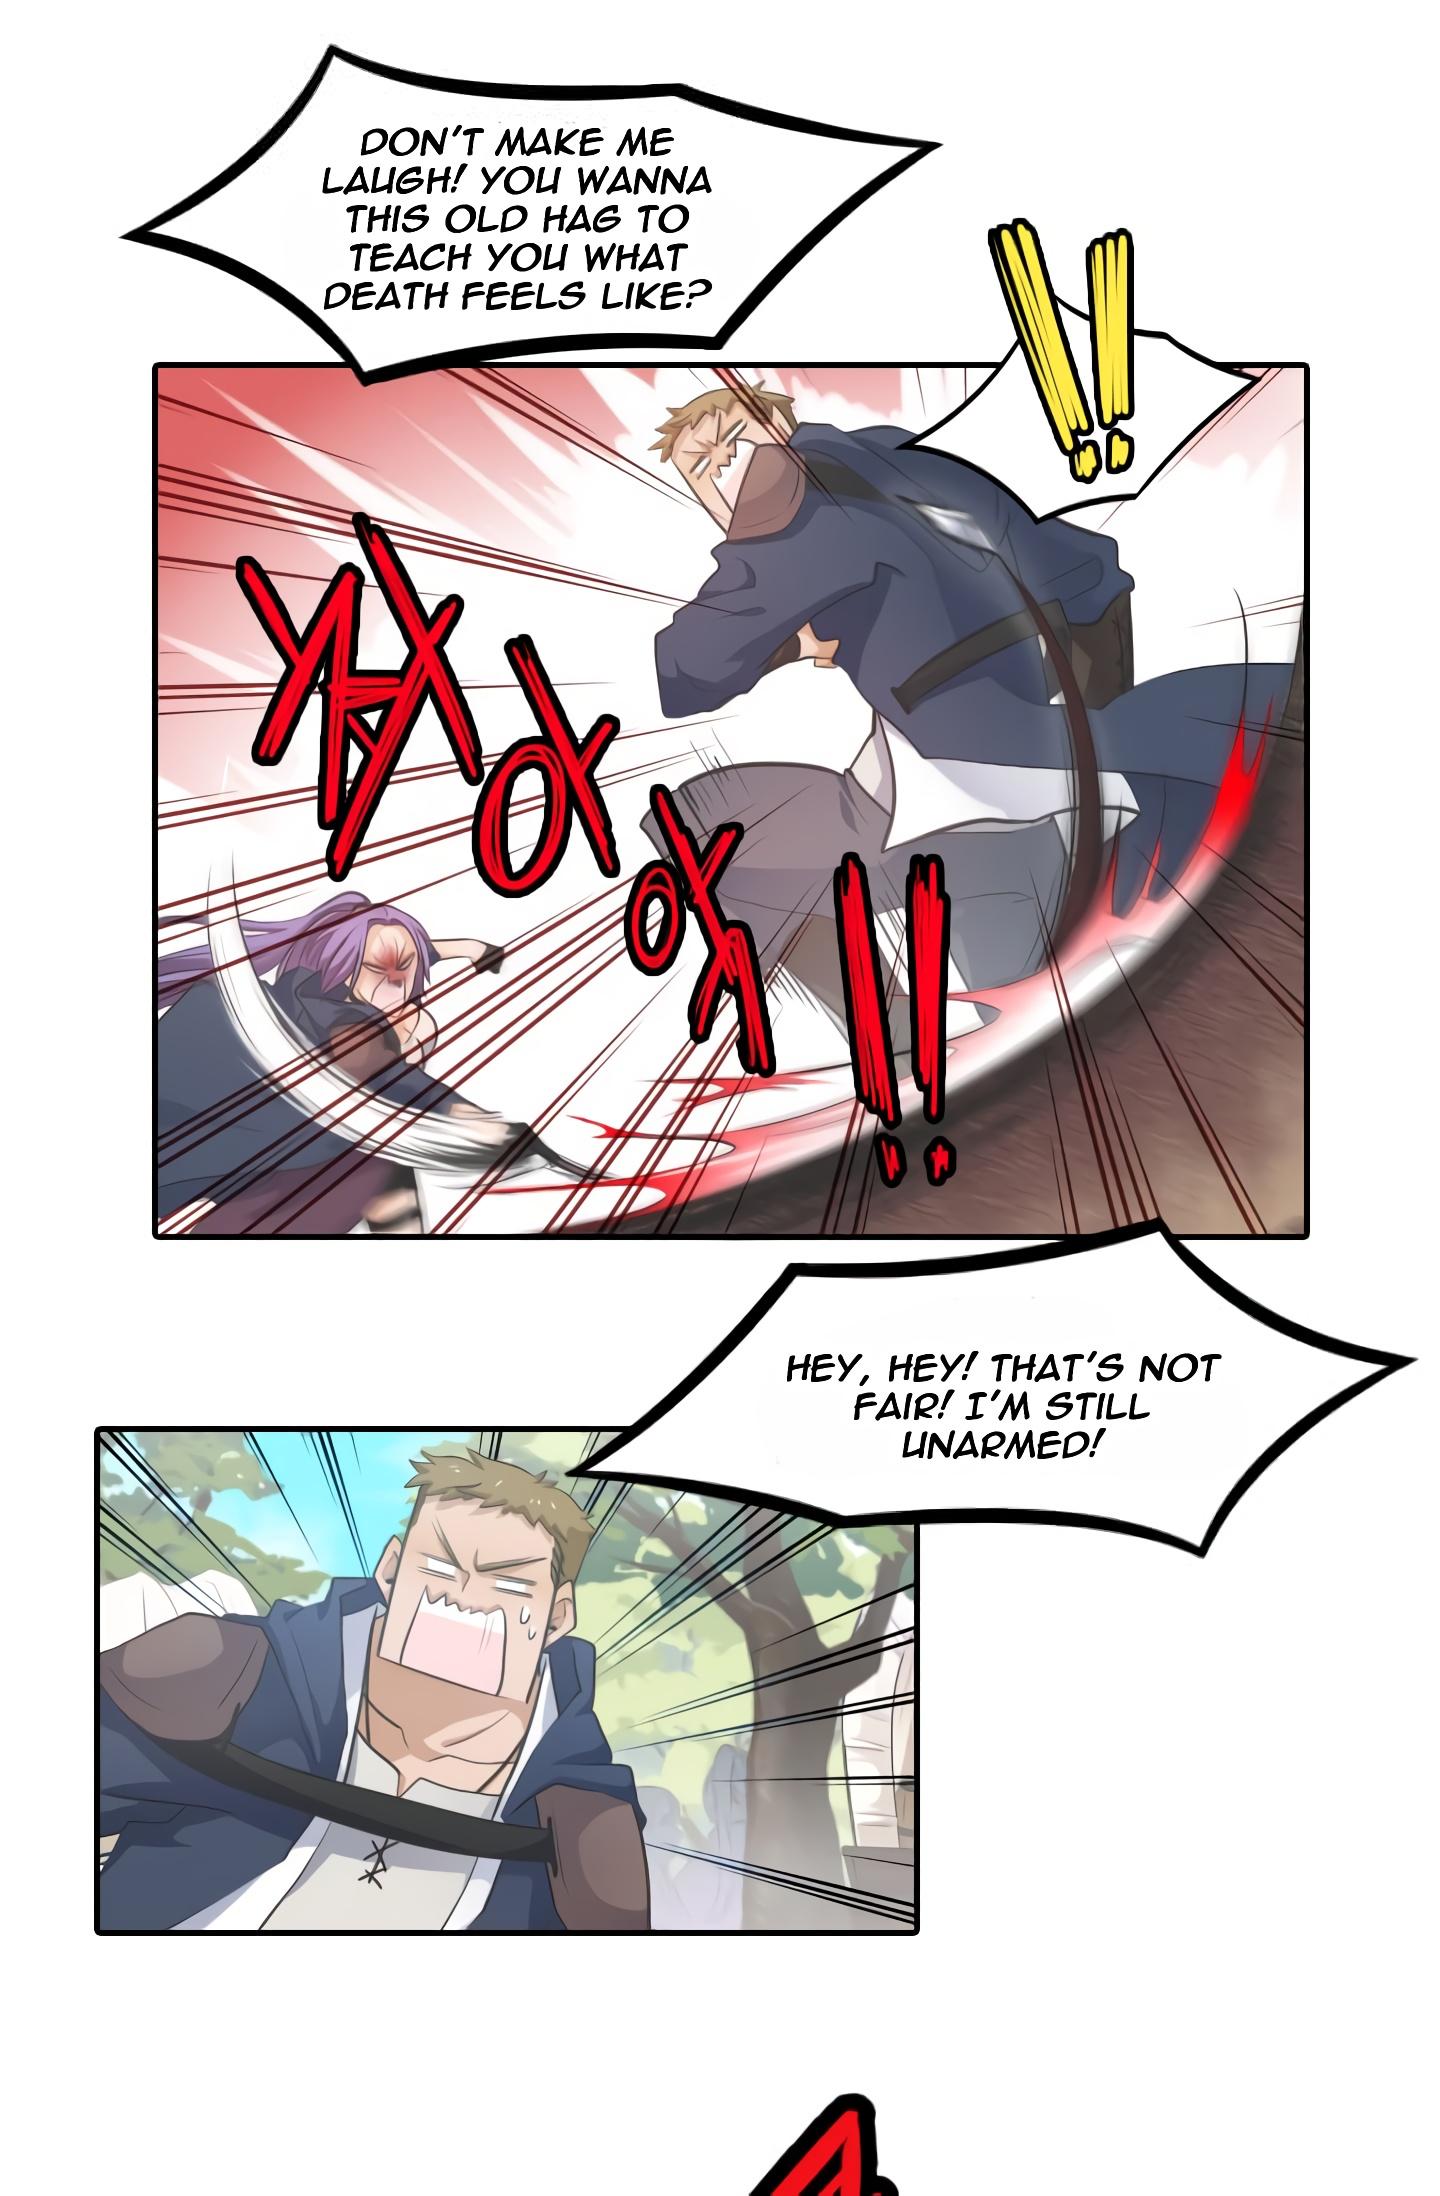 DON'T MAKE ME
LAUGH! YOU WANNA
THIS OLD HAG TO
TEACH YOU WHAT
DEATH FEELS LIKE?
!!
!!
HEY, HEY! THAT'S NOT
FAIR! I'M STILL
UNARMED!